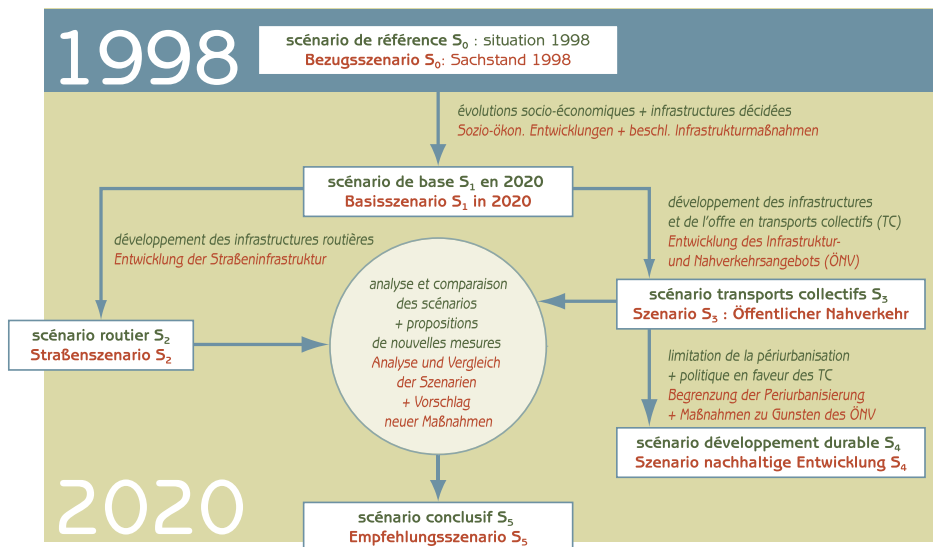 1998
scénario de référence S₀ : situation 1998
Bezugsszenario S₀: Sachstand 1998
évolutions socio-économiques + infrastructures décidées
Sozio-ökon. Entwicklungen + beschl. Infrastrukturmaßnahmen
scénario de base S₁ en 2020
Basisszenario S₁ in 2020
développement des infrastructures routières
Entwicklung der Straßeninfrastruktur
développement des infrastructures
et de l'offre en transports collectifs (TC)
Entwicklung des Infrastruktur-
und Nahverkehrsangebots (ÖNV)
scénario routier S₂
Straßenszenario S₂
analyse et comparaison
des scénarios
+ propositions
de nouvelles mesures
Analyse und Vergleich
der Szenarien
+ Vorschlag
neuer Maßnahmen
scénario transports collectifs S₃
Szenario S₃ : Öffentlicher Nahverkehr
limitation de la périurbanisation
+ politique en faveur des TC
Begrenzung der Periurbanisierung
+ Maßnahmen zu Gunsten des ÖNV
scénario développement durable S₄
Szenario nachhaltige Entwicklung S₄
2020
scénario conclusif S₅
Empfehlungsszenario S₅